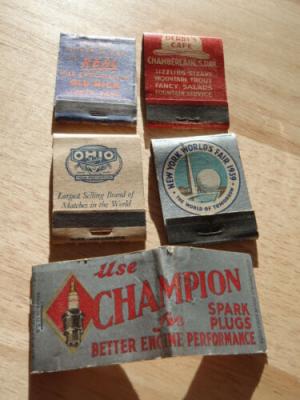 DERBY'S
CAFE
CHAMBERLAIN, S. DAK.
SIZZLING STEAKS
MOUNTAIN TROUT
FANCY SALADS
FOUNTAIN SERVICE
OHIO
Largest Selling Brand of
Matches in the World
NEW YORK WORLD'S FAIR 1939
THE WORLD OF TOMORROW
Use
CHAMPION
SPARK
PLUGS
for
BETTER ENGINE PERFORMANCE